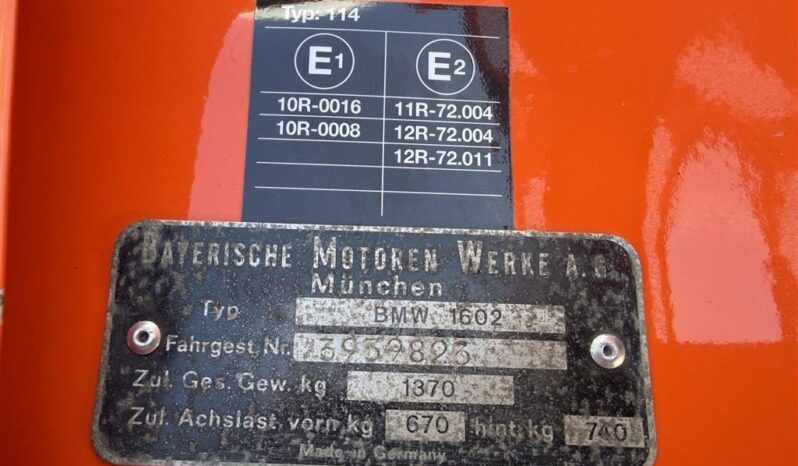 Typ: 114
E1 E2
10R-0016 11R-72.004
10R-0008 12R-72.004
12R-72.011
BAYERISCHE MOTOREN WERKE A.G.
München
Typ BMW 1602
Fahrgest. Nr. 3939823
Zul. Ges. Gew. kg 1370
Zul. Achslast vorn kg 670 hint. kg 740
Made in Germany